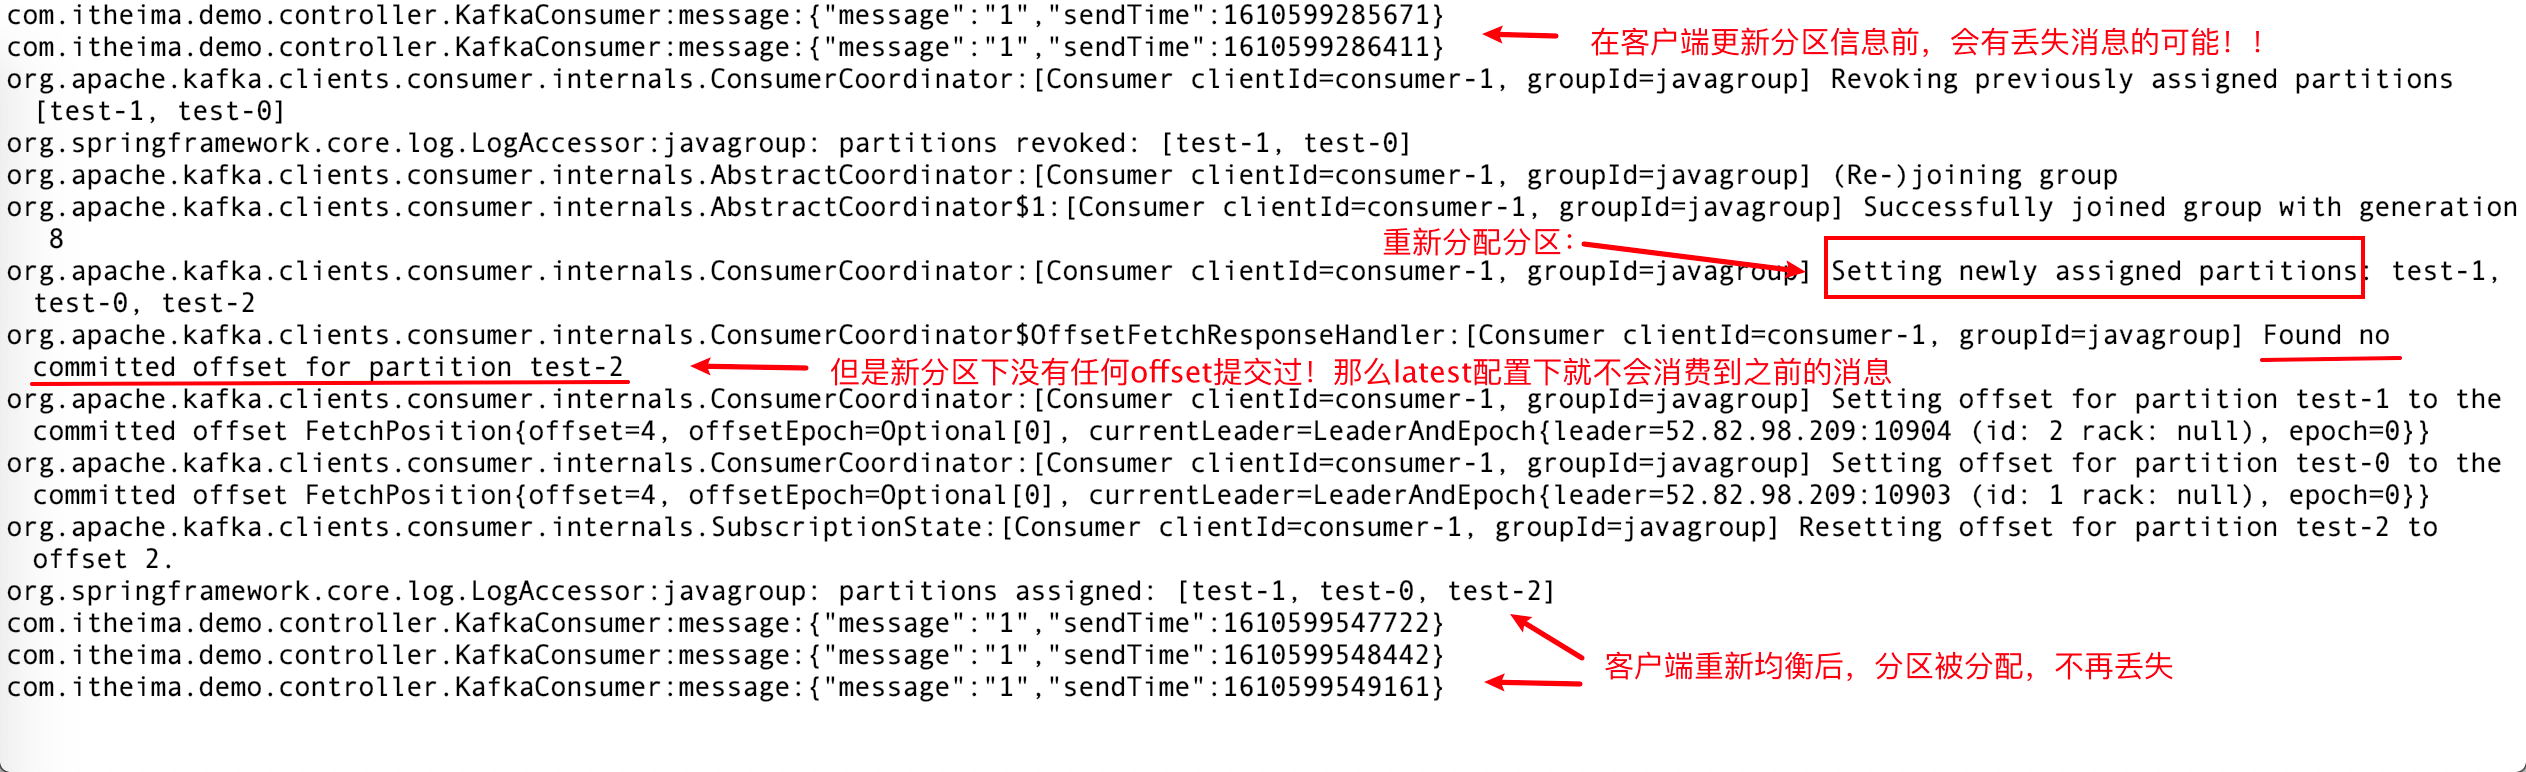 com.itheima.demo.controller.KafkaConsumer:message:{"message":"1","sendTime":1610599285671}
com.itheima.demo.controller.KafkaConsumer:message:{"message":"1","sendTime":1610599286411}
在客户端更新分区信息前，会有丢失消息的可能！！
org.apache.kafka.clients.consumer.internals.ConsumerCoordinator:[Consumer clientId=consumer-1, groupId=javagroup] Revoking previously assigned partitions
[test-1, test-0]
org.springframework.core.log.LogAccessor:javagroup: partitions revoked: [test-1, test-0]
org.apache.kafka.clients.consumer.internals.AbstractCoordinator:[Consumer clientId=consumer-1, groupId=javagroup] (Re-)joining group
org.apache.kafka.clients.consumer.internals.AbstractCoordinator$1:[Consumer clientId=consumer-1, groupId=javagroup] Successfully joined group with generation
8
重新分配分区：
org.apache.kafka.clients.consumer.internals.ConsumerCoordinator:[Consumer clientId=consumer-1, groupId=javagroup] Setting newly assigned partitions: test-1,
test-0, test-2
org.apache.kafka.clients.consumer.internals.ConsumerCoordinator$OffsetFetchResponseHandler:[Consumer clientId=consumer-1, groupId=javagroup] Found no
committed offset for partition test-2
但是新分区下没有任何offset提交过！那么latest配置下就不会消费到之前的消息
org.apache.kafka.clients.consumer.internals.ConsumerCoordinator:[Consumer clientId=consumer-1, groupId=javagroup] Setting offset for partition test-1 to the
committed offset FetchPosition{offset=4, offsetEpoch=Optional[0], currentLeader=LeaderAndEpoch{leader=52.82.98.209:10904 (id: 2 rack: null), epoch=0}}
org.apache.kafka.clients.consumer.internals.ConsumerCoordinator:[Consumer clientId=consumer-1, groupId=javagroup] Setting offset for partition test-0 to the
committed offset FetchPosition{offset=4, offsetEpoch=Optional[0], currentLeader=LeaderAndEpoch{leader=52.82.98.209:10903 (id: 1 rack: null), epoch=0}}
org.apache.kafka.clients.consumer.internals.SubscriptionState:[Consumer clientId=consumer-1, groupId=javagroup] Resetting offset for partition test-2 to
offset 2.
org.springframework.core.log.LogAccessor:javagroup: partitions assigned: [test-1, test-0, test-2]
com.itheima.demo.controller.KafkaConsumer:message:{"message":"1","sendTime":1610599547722}
com.itheima.demo.controller.KafkaConsumer:message:{"message":"1","sendTime":1610599548442}
客户端重新均衡后，分区被分配，不再丢失
com.itheima.demo.controller.KafkaConsumer:message:{"message":"1","sendTime":1610599549161}